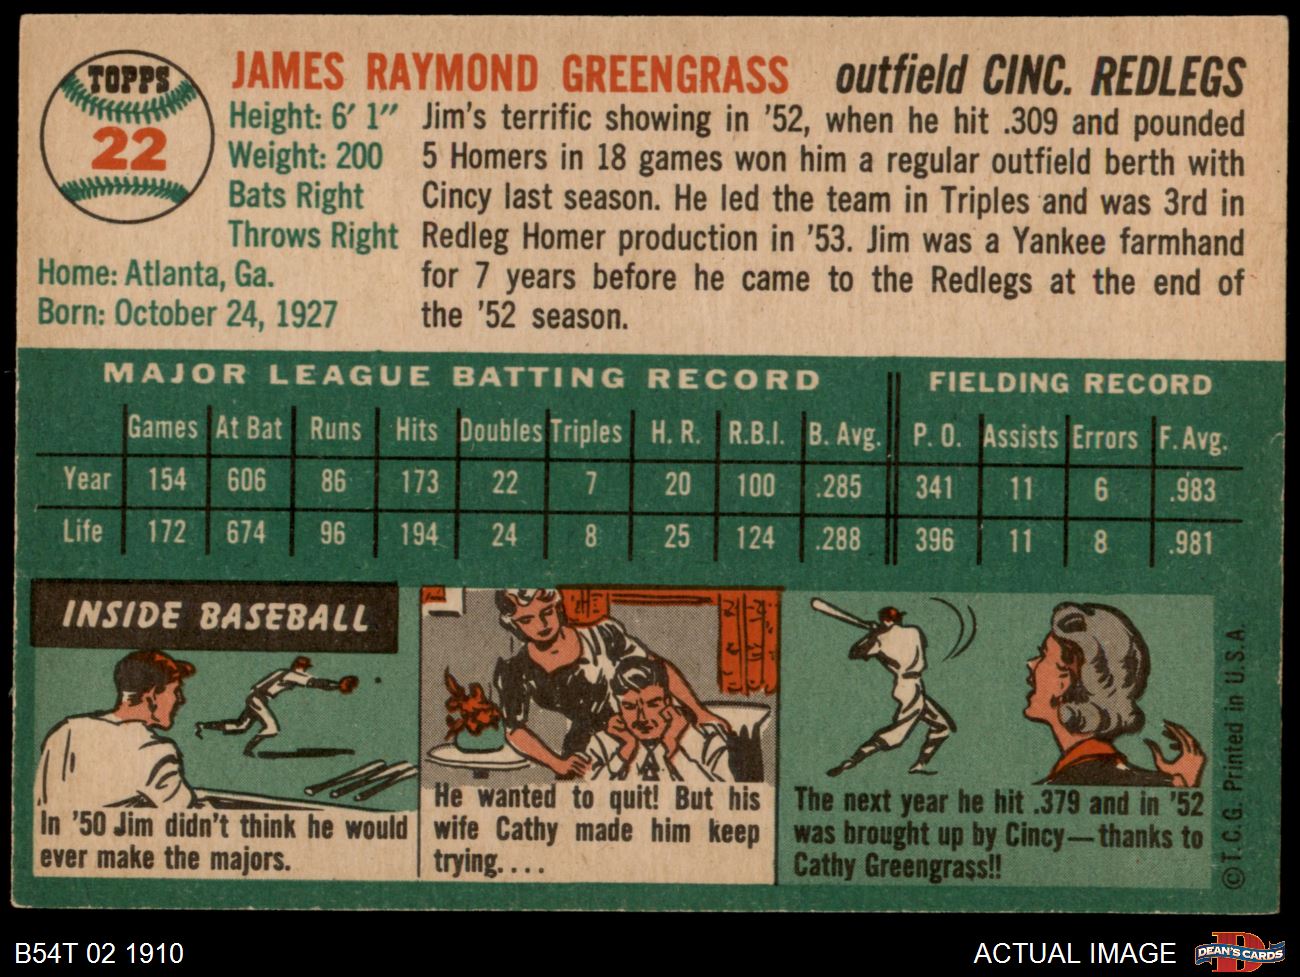 TOPPS
22
JAMES RAYMOND GREENGRASS outfield CINC. REDLEGS
Height: 6' 1"
Weight: 200
Bats Right
Throws Right
Home: Atlanta, Ga.
Born: October 24, 1927
Jim's terrific showing in '52, when he hit .309 and pounded
5 Homers in 18 games won him a regular outfield berth with
Cincy last season. He led the team in Triples and was 3rd in
Redleg Homer production in '53. Jim was a Yankee farmhand
for 7 years before he came to the Redlegs at the end of
the '52 season.
MAJOR LEAGUE BATTING RECORD FIELDING RECORD
Games At Bat Runs Hits Doubles Triples H. R. R.B.I. B. Avg. P. O. Assists Errors F. Avg.
Year 154 606 86 173 22 7 20 100 .285 341 11 6 .983
Life 172 674 96 194 24 8 25 124 .288 396 11 8 .981
INSIDE BASEBALL
In '50 Jim didn't think he would
ever make the majors.
He wanted to quit! But his
wife Cathy made him keep
trying....
The next year he hit .379 and in '52
was brought up by Cincy—thanks to
Cathy Greengrass!!
©T.C.G. Printed in U.S.A.
B54T 02 1910
ACTUAL IMAGE
DEAN'S CARDS